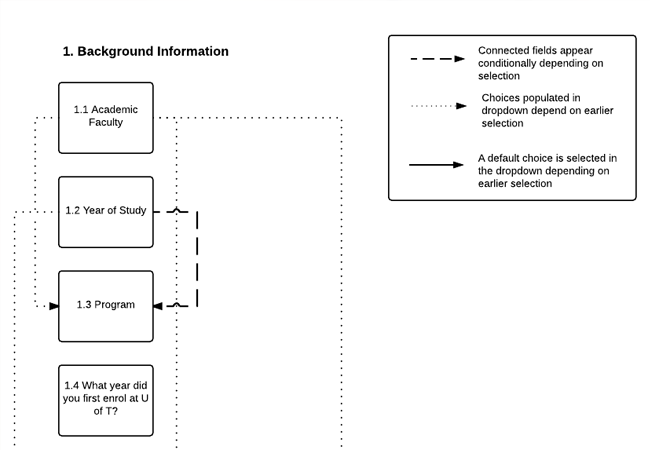 1. Background Information
1.1 Academic
Faculty
1.2 Year of Study
1.3 Program
1.4 What year did
you first enrol at U
of T?
Connected fields appear
conditionally depending on
selection
Choices populated in
dropdown depend on earlier
selection
A default choice is selected in
the dropdown depending on
earlier selection